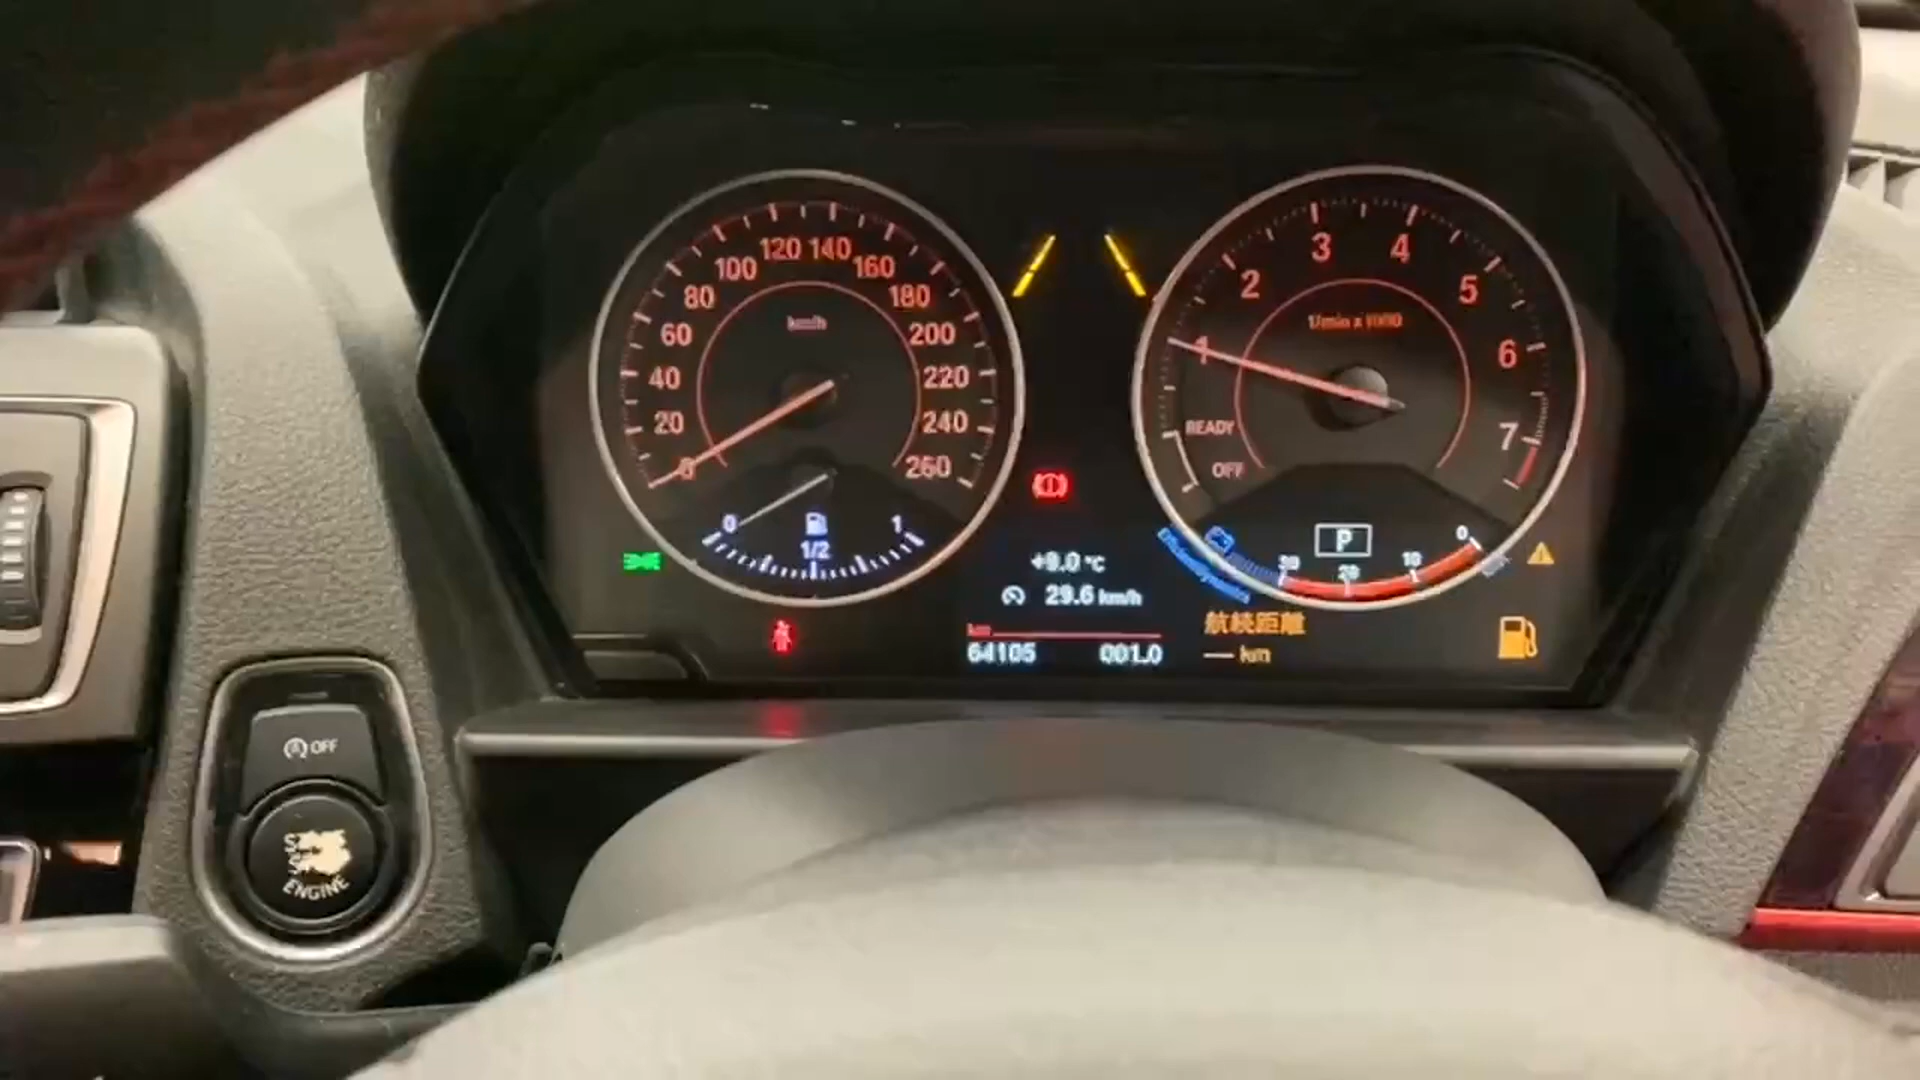 0
20
40
60
80
100
120
140
160
180
200
220
240
260
km/h
0
1/2
1
OFF
READY
1
2
3
4
5
6
7
1/min x 1000
P
30
20
10
0
EfficientDynamics
°C
29.6 km/h
km
64105 001.0
航続距離
--- km
A OFF
ENGINE